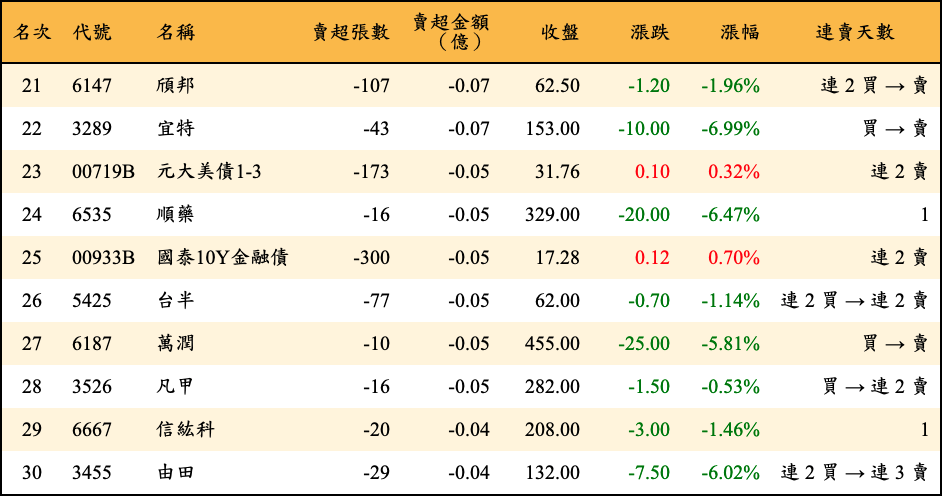 名次 代號 名稱 賣超張數 賣超金額（億） 收盤 漲跌 漲幅 連賣天數
21 6147 頎邦 -107 -0.07 62.50 -1.20 -1.96% 連 2 買 → 賣
22 3289 宜特 -43 -0.07 153.00 -10.00 -6.99% 買 → 賣
23 00719B 元大美債1-3 -173 -0.05 31.76 0.10 0.32% 連 2 賣
24 6535 順藥 -16 -0.05 329.00 -20.00 -6.47% 1
25 00933B 國泰10Y金融債 -300 -0.05 17.28 0.12 0.70% 連 2 賣
26 5425 台半 -77 -0.05 62.00 -0.70 -1.14% 連 2 買 → 連 2 賣
27 6187 萬潤 -10 -0.05 455.00 -25.00 -5.81% 買 → 賣
28 3526 凡甲 -16 -0.05 282.00 -1.50 -0.53% 買 → 連 2 賣
29 6667 信紘科 -20 -0.04 208.00 -3.00 -1.46% 1
30 3455 由田 -29 -0.04 132.00 -7.50 -6.02% 連 2 買 → 連 3 賣